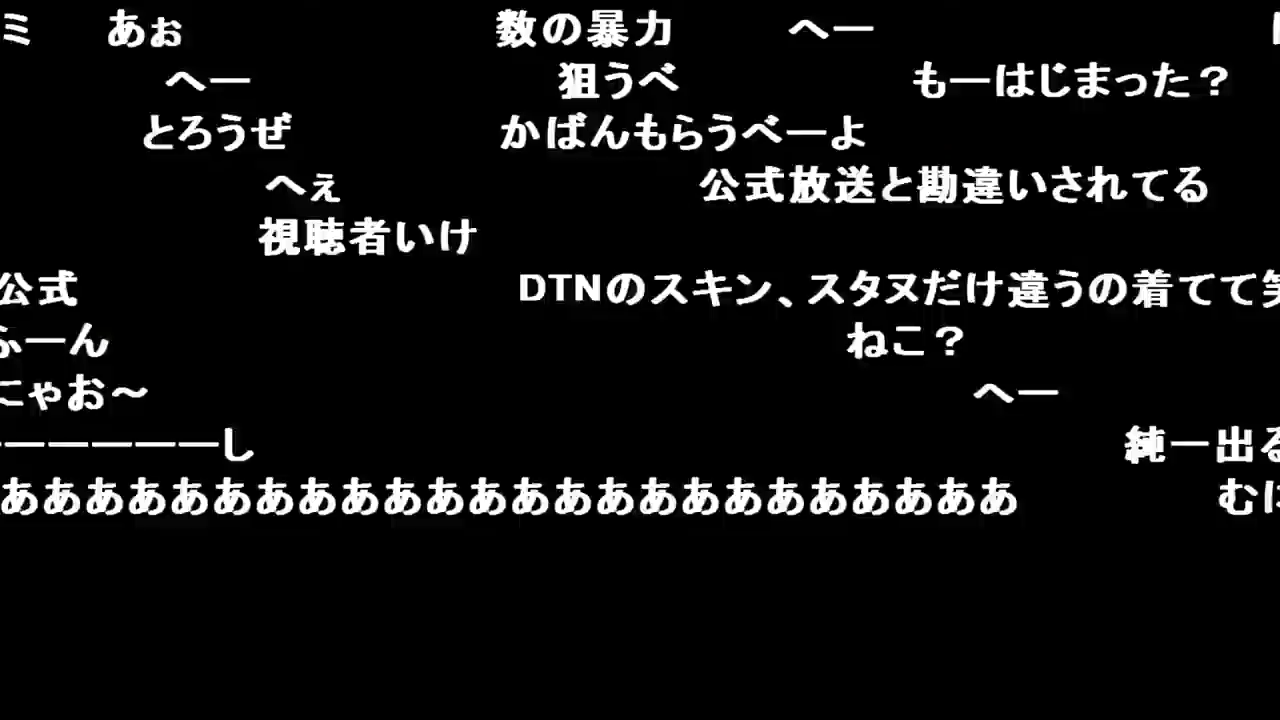 ミ あぉ 数の暴力 へー
へー 狙うべ もーはじまった？
とろうぜ かばんもらうべーよ
へぇ 公式放送と勘違いされてる
視聴者いけ
公式 DTNのスキン、スタヌだけ違うの着てて笑
ふーん ねこ？
にゃお～ へー
ーーーーーーし 純一出る
ああああああああああああああああああああああああ む